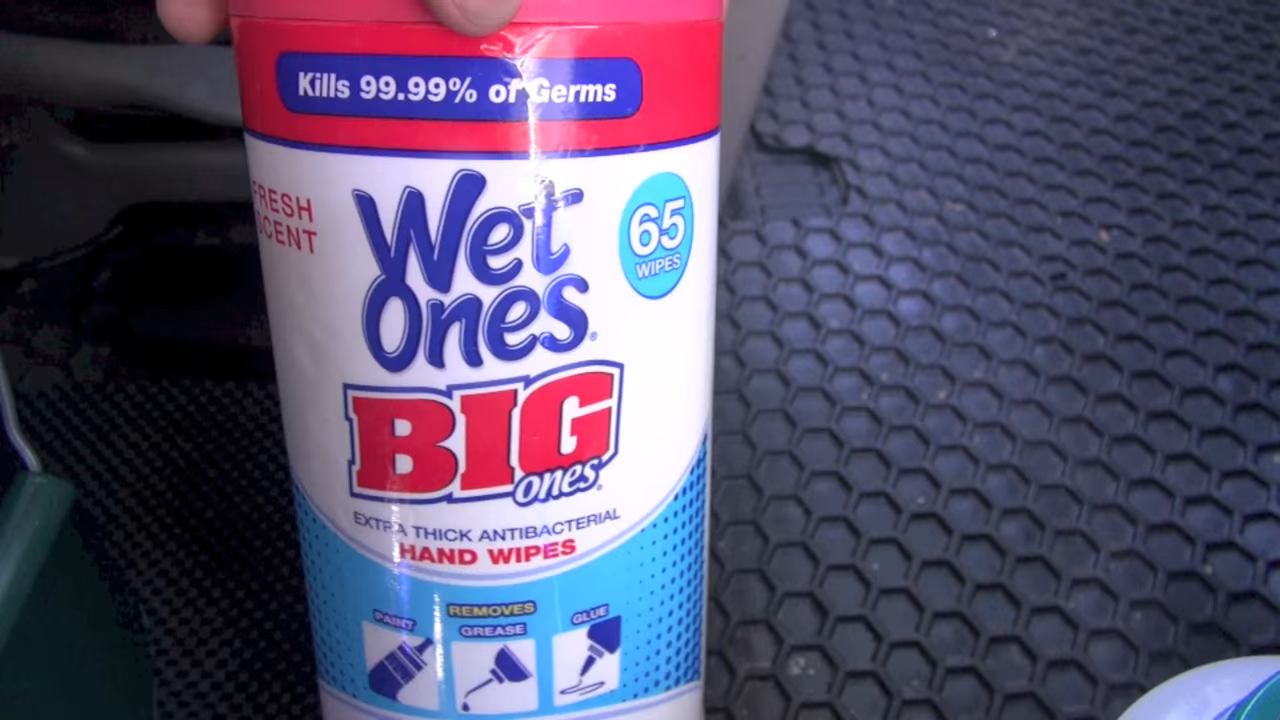 Kills 99.99% of Germs
FRESH
SCENT
Wet
Ones
65
WIPES
BIG
ones
EXTRA THICK ANTIBACTERIAL
HAND WIPES
REMOVES
PAINT
GREASE
GLUE